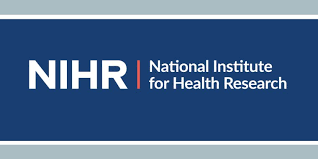 NIHR | National Institute
for Health Research